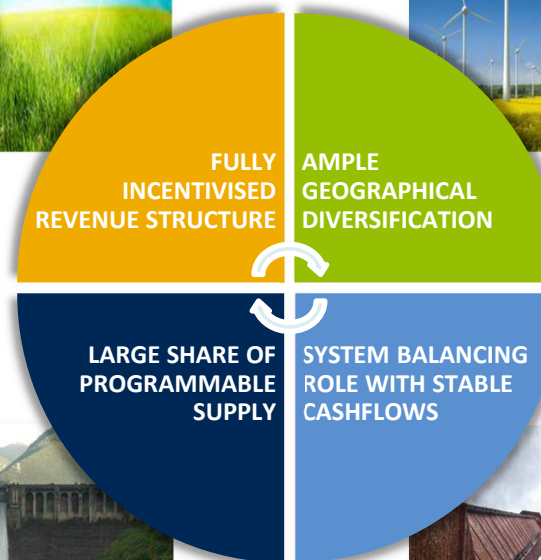 FULLY
INCENTIVISED
REVENUE STRUCTURE
AMPLE
GEOGRAPHICAL
DIVERSIFICATION
LARGE SHARE OF
PROGRAMMABLE
SUPPLY
SYSTEM BALANCING
ROLE WITH STABLE
CASHFLOWS